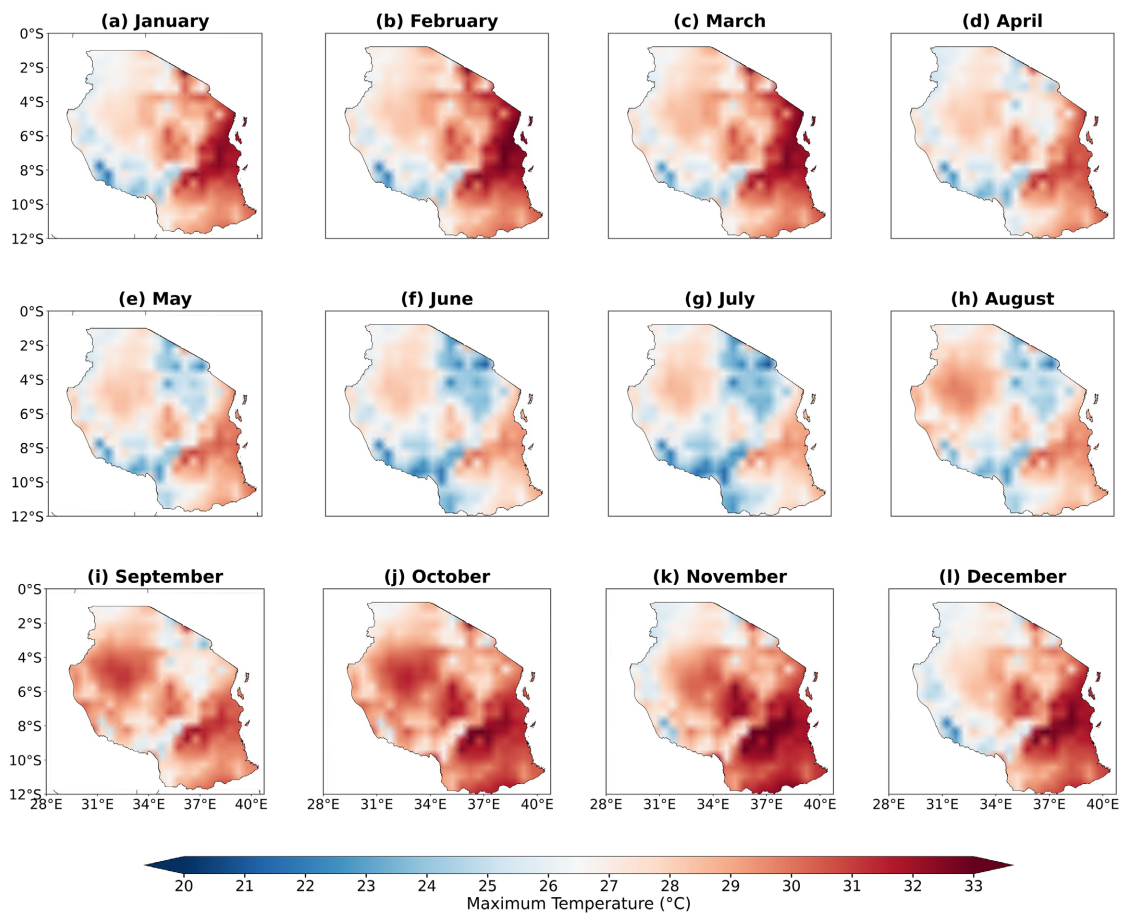 (a) January
(b) February
(c) March
(d) April
0°S
2°S
4°S
6°S
8°S
10°S
12°S
(e) May
(f) June
(g) July
(h) August
0°S
2°S
4°S
6°S
8°S
10°S
12°S
(i) September
(j) October
(k) November
(l) December
0°S
2°S
4°S
6°S
8°S
10°S
12°S
28°E 31°E 34°E 37°E 40°E
28°E 31°E 34°E 37°E 40°E
28°E 31°E 34°E 37°E 40°E
28°E 31°E 34°E 37°E 40°E
20 21 22 23 24 25 26 27 28 29 30 31 32 33
Maximum Temperature (°C)